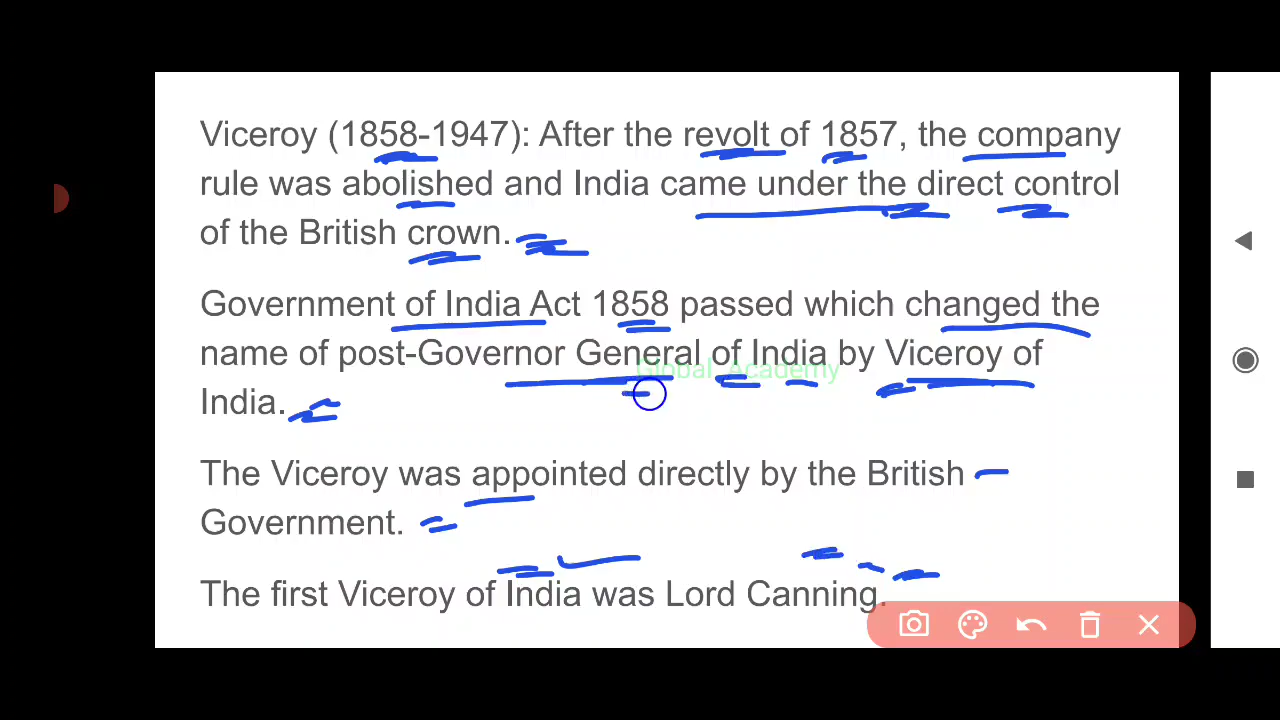 Viceroy (1858-1947): After the revolt of 1857, the company
rule was abolished and India came under the direct control
of the British crown.
Government of India Act 1858 passed which changed the
name of post-Governor General of India by Viceroy of
Global Academy
India.
The Viceroy was appointed directly by the British
Government.
The first Viceroy of India was Lord Canning.